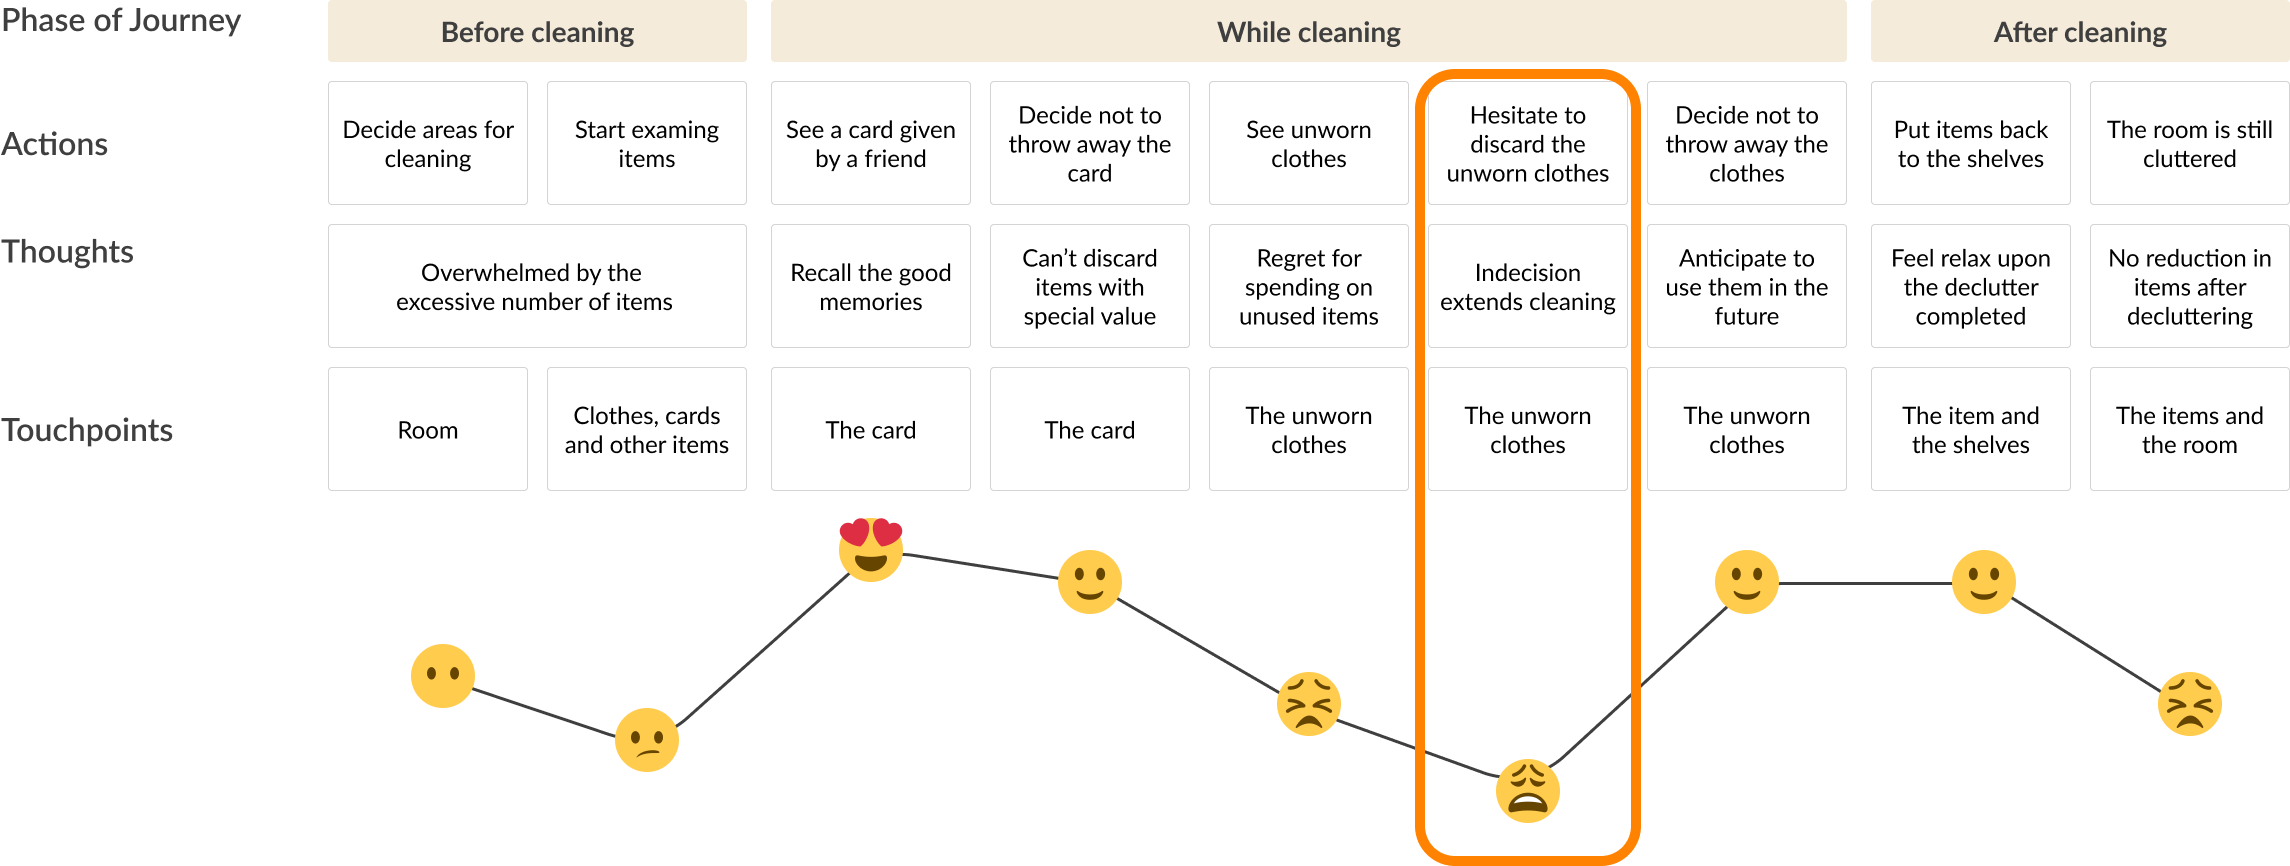 Phase of Journey
Before cleaning
While cleaning
After cleaning
Actions
Decide areas for
cleaning
Start examing
items
See a card given
by a friend
Decide not to
throw away the
card
See unworn
clothes
Hesitate to
discard the
unworn clothes
Decide not to
throw away the
clothes
Put items back
to the shelves
The room is still
cluttered
Thoughts
Overwhelmed by the
excessive number of items
Recall the good
memories
Can't discard
items with
special value
Regret for
spending on
unused items
Indecision
extends cleaning
Anticipate to
use them in the
future
Feel relax upon
the declutter
completed
No reduction in
items after
decluttering
Touchpoints
Room
Clothes, cards
and other items
The card
The card
The unworn
clothes
The unworn
clothes
The unworn
clothes
The item and
the shelves
The items and
the room